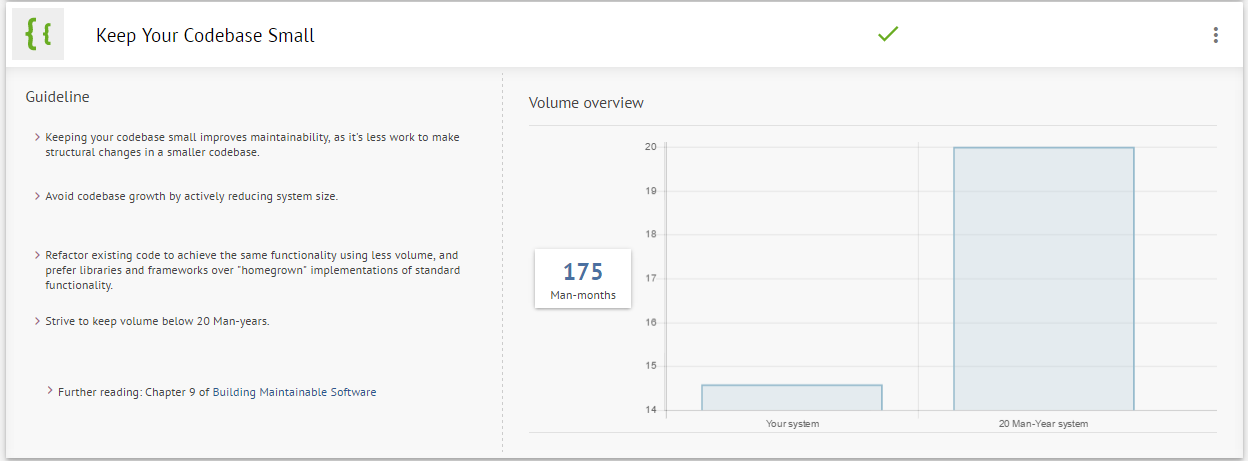 Keep Your Codebase Small
Guideline
Keeping your codebase small improves maintainability, as it's less work to make
structural changes in a smaller codebase.
Avoid codebase growth by actively reducing system size.
Refactor existing code to achieve the same functionality using less volume, and
prefer libraries and frameworks over "homegrown" implementations of standard
functionality.
Strive to keep volume below 20 Man-years.
Further reading: Chapter 9 of Building Maintainable Software
Volume overview
175
Man-months
20
19
18
17
16
15
14
Your system
20 Man-Year system